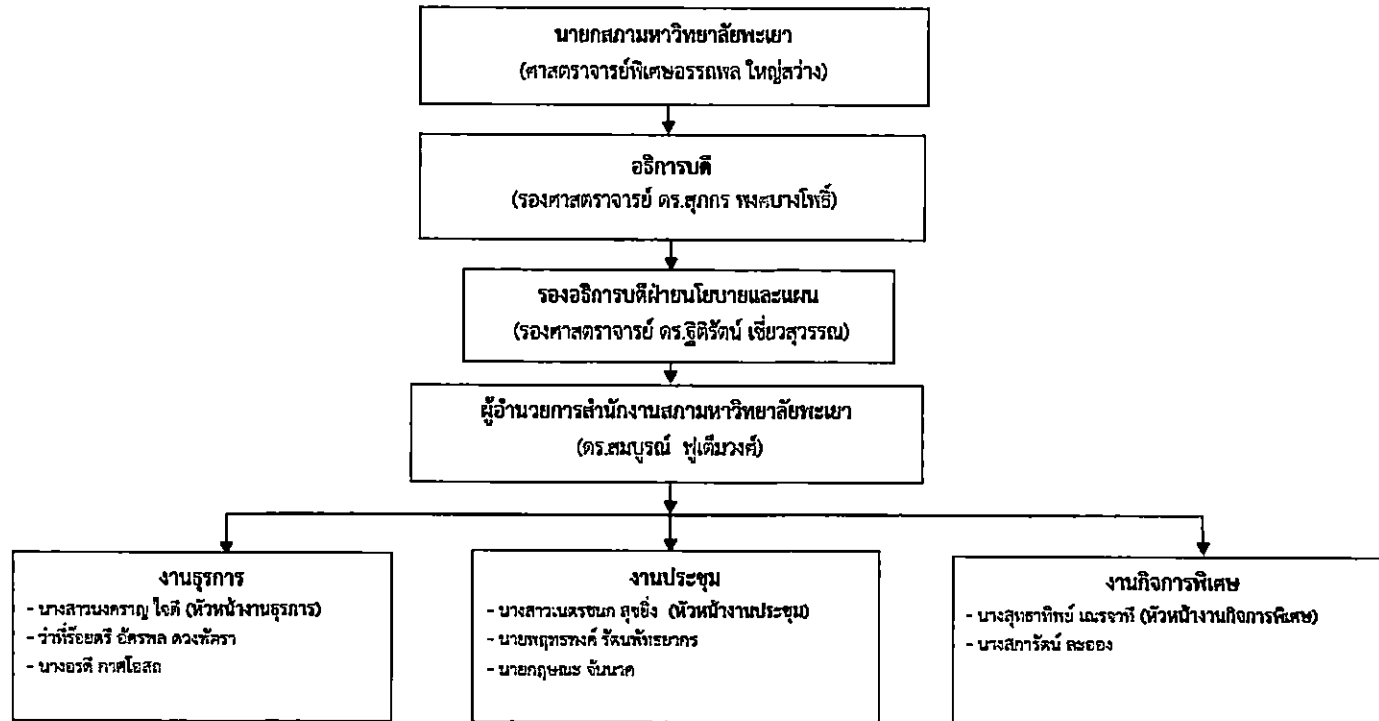 นายกสภามหาวิทยาลัยพะเยา
(ศาสตราจารย์พิเศษอรรถพล ใหญ่สว่าง)
อธิการบดี
(รองศาสตราจารย์ ดร.สุภกร พงศบางโพธิ์)
รองอธิการบดีฝ่ายนโยบายและแผน
(รองศาสตราจารย์ ดร.ฐิติรัตน์ เชี่ยวสุวรรณ)
ผู้อำนวยการสำนักงานสภามหาวิทยาลัยพะเยา
(ดร.สมบูรณ์ ฟูเต็มวงศ์)
งานธุรการ
- นางสาวนงคราญ ใจดี (หัวหน้างานธุรการ)
- ว่าที่ร้อยตรี อัครพล ดวงพัตรา
- นางอรดี
งานประชุม
- นางสาวเนตรชนก สุขยิ่ง (หัวหน้างานประชุม)
- นายพฤทธพงศ์ รัตนพัทธยากร
- นายกฤษณะ จันนาค
งานกิจการพิเศษ
- นางสุทธาทิพย์ เณรจาที (หัวหน้างานกิจการพิเศษ)
- นางสภารัตน์ ละออง